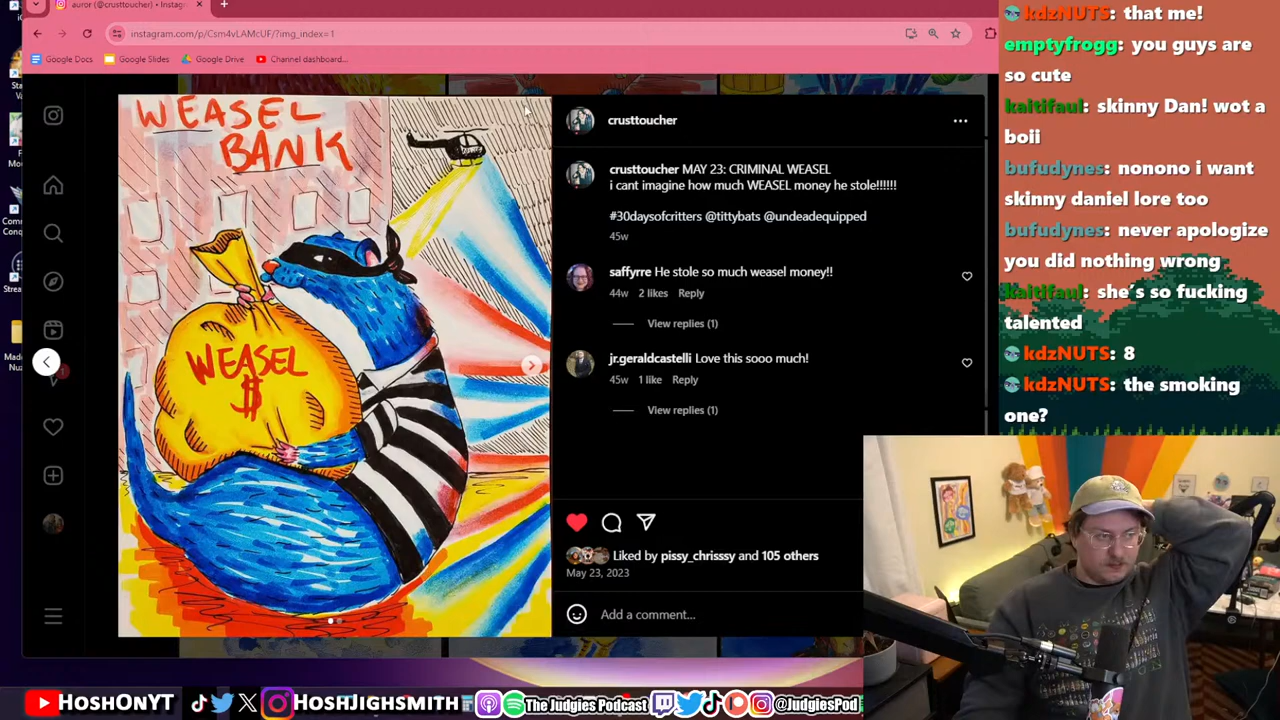 auror (@crusttoucher) • Instag
instagram.com/p/Csm4vLAMcUF/?img_index=1
Google Docs
Google Slides
Google Drive
Channel dashboard...
WEASEL
BANK
WEASEL
$
crusttoucher
crusttoucher MAY 23: CRIMINAL WEASEL
i cant imagine how much WEASEL money he stole!!!!!!
#30daysofcritters @tittybats @undeadequipped
45w
saffyrre He stole so much weasel money!!
44w 2 likes Reply
View replies (1)
jr.geraldcastelli Love this sooo much!
45w 1 like Reply
View replies (1)
Liked by pissy_chrisssy and 105 others
May 23, 2023
Add a comment...
kdzNUTS: that me!
emptyfrogg: you guys are
so cute
kaitifaul: skinny Dan! wot a
boii
bufudynes: nonono i want
skinny daniel lore too
bufudynes: never apologize
you did nothing wrong
kaitifaul: she's so fucking
talented
kdzNUTS: 8
kdzNUTS: the smoking
one?
HoshOnYT
HoshJighsmith
The Judgies Podcast
@JudgiesPod